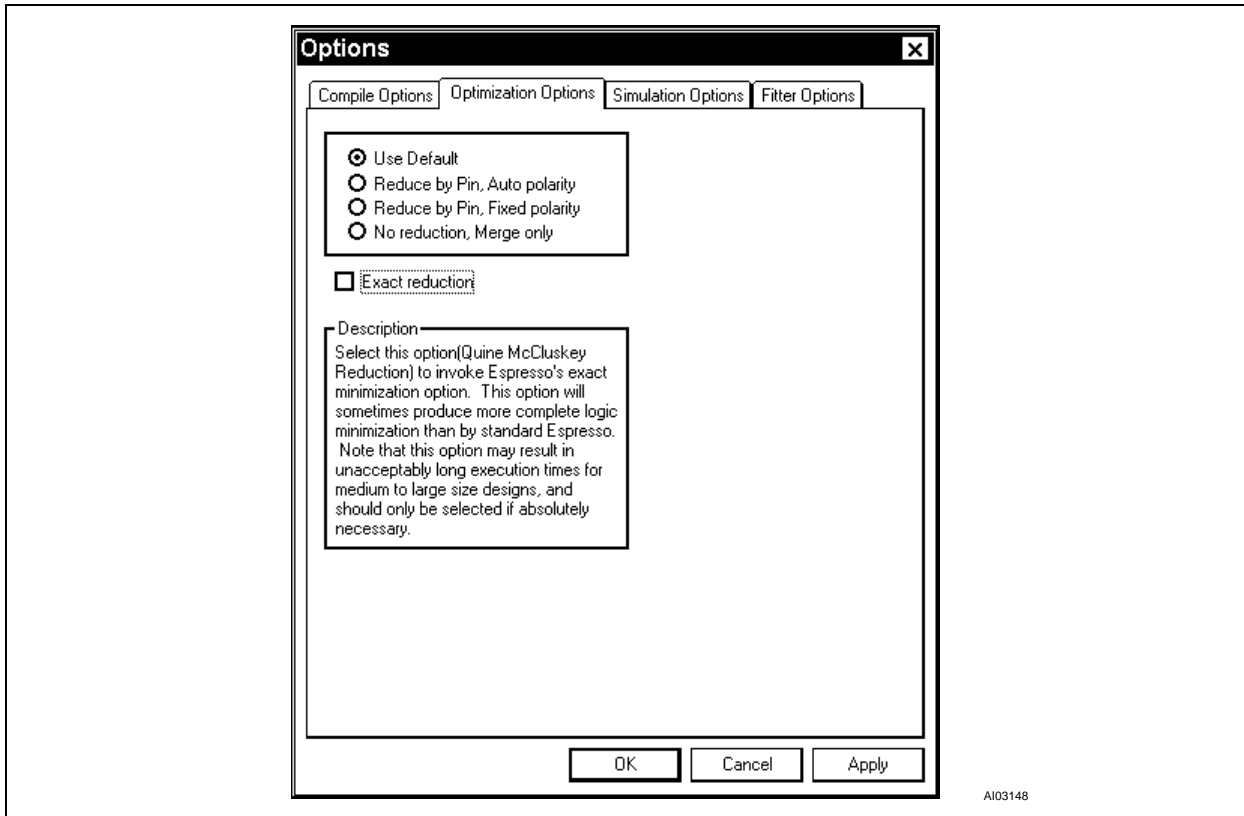 Options
Compile Options Optimization Options Simulation Options Fitter Options
Use Default
Reduce by Pin, Auto polarity
Reduce by Pin, Fixed polarity
No reduction, Merge only
Exact reduction
Description
Select this option(Quine McCluskey
Reduction) to invoke Espresso's exact
minimization option. This option will
sometimes produce more complete logic
minimization than by standard Espresso.
Note that this option may result in
unacceptably long execution times for
medium to large size designs, and
should only be selected if absolutely
necessary.
OK Cancel Apply
AI03148